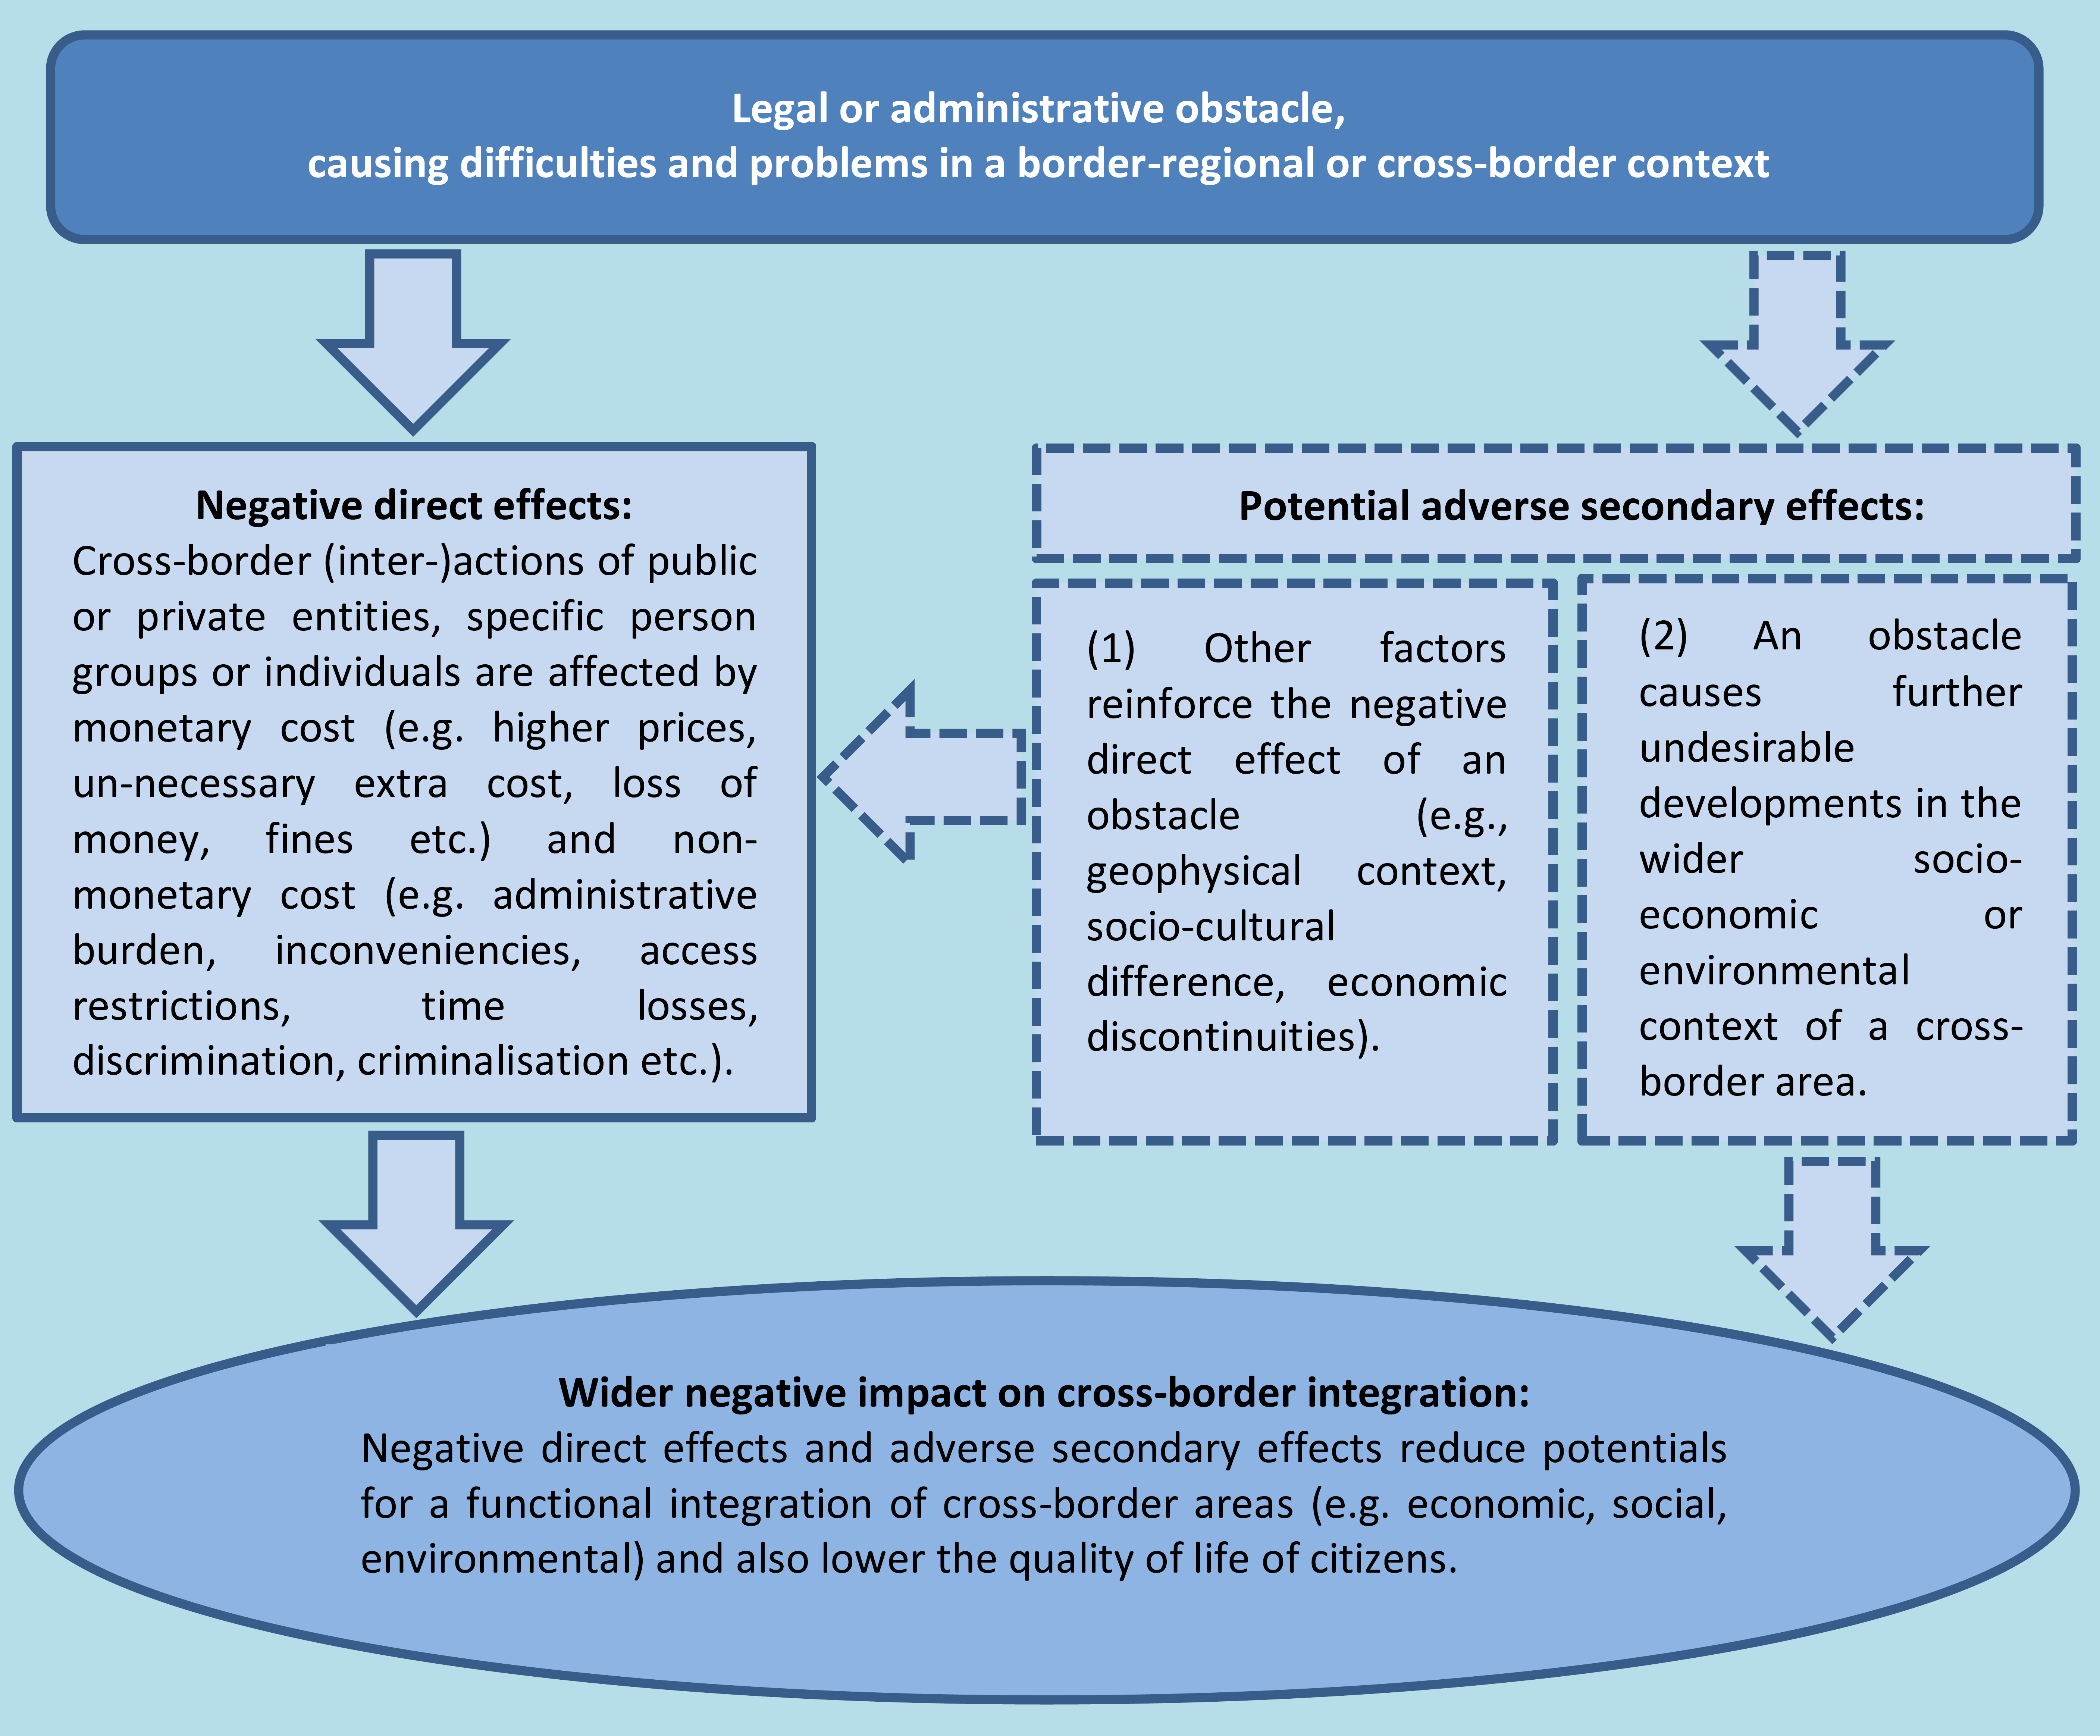 Legal or administrative obstacle,
causing difficulties and problems in a border-regional or cross-border context
Negative direct effects:
Cross-border (inter-)actions of public
or private entities, specific person
groups or individuals are affected by
monetary cost (e.g. higher prices,
un-necessary extra cost, loss of
money, fines etc.) and non-
monetary cost (e.g. administrative
burden, inconveniencies, access
restrictions, time losses,
discrimination, criminalisation etc.).
Potential adverse secondary effects:
(1) Other factors
reinforce the negative
direct effect of an
obstacle (e.g.,
geophysical context,
socio-cultural
difference, economic
discontinuities).
(2) An obstacle
causes further
undesirable
developments in the
wider socio-
economic or
environmental
context of a cross-
border area.
Wider negative impact on cross-border integration:
Negative direct effects and adverse secondary effects reduce potentials
for a functional integration of cross-border areas (e.g. economic, social,
environmental) and also lower the quality of life of citizens.